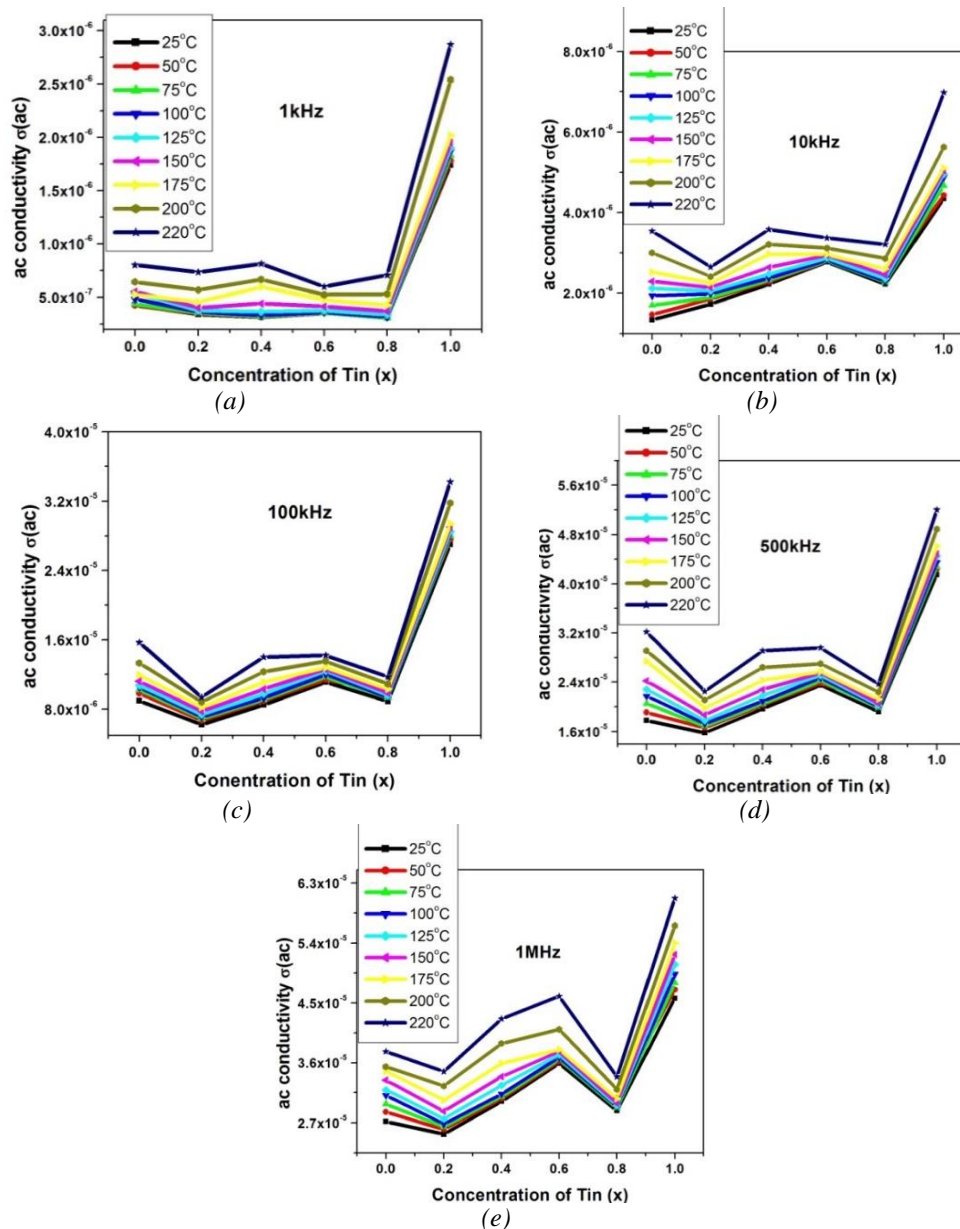 3.0x10⁻⁶
2.5x10⁻⁶
2.0x10⁻⁶
1.5x10⁻⁶
1.0x10⁻⁶
5.0x10⁻⁷
ac conductivity σ(ac)
25°C
50°C
75°C
100°C
125°C
150°C
175°C
200°C
220°C
1kHz
0.0 0.2 0.4 0.6 0.8 1.0
Concentration of Tin (x)
(a)
8.0x10⁻⁶
6.0x10⁻⁶
4.0x10⁻⁶
2.0x10⁻⁶
ac conductivity σ(ac)
25°C
50°C
75°C
100°C
125°C
150°C
175°C
200°C
220°C
10kHz
0.0 0.2 0.4 0.6 0.8 1.0
Concentration of Tin (x)
(b)
4.0x10⁻⁵
3.2x10⁻⁵
2.4x10⁻⁵
1.6x10⁻⁵
8.0x10⁻⁶
ac conductivity σ(ac)
100kHz
0.0 0.2 0.4 0.6 0.8 1.0
Conentration of Tin (x)
(c)
5.6x10⁻⁵
4.8x10⁻⁵
4.0x10⁻⁵
3.2x10⁻⁵
2.4x10⁻⁵
1.6x10⁻⁵
ac conductivity σ(ac)
25°C
50°C
75°C
100°C
125°C
150°C
175°C
200°C
220°C
500kHz
0.0 0.2 0.4 0.6 0.8 1.0
Concentration of Tin (x)
(d)
6.3x10⁻⁵
5.4x10⁻⁵
4.5x10⁻⁵
3.6x10⁻⁵
2.7x10⁻⁵
ac conductivity σ(ac)
25°C
50°C
75°C
100°C
125°C
150°C
175°C
200°C
220°C
1MHz
0.0 0.2 0.4 0.6 0.8 1.0
Concentration of Tin (x)
(e)